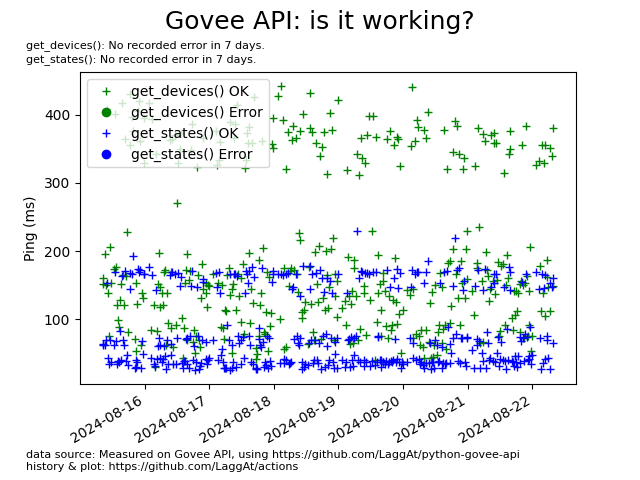 Govee API: is it working?
get_devices(): No recorded error in 7 days.
get_states(): No recorded error in 7 days.
get_devices() OK
get_devices() Error
get_states() OK
get_states() Error
Ping (ms)
400
300
200
100
2024-08-16
2024-08-17
2024-08-18
2024-08-19
2024-08-20
2024-08-21
2024-08-22
data source: Measured on Govee API, using https://github.com/LaggAt/python-govee-api
history & plot: https://github.com/LaggAt/actions